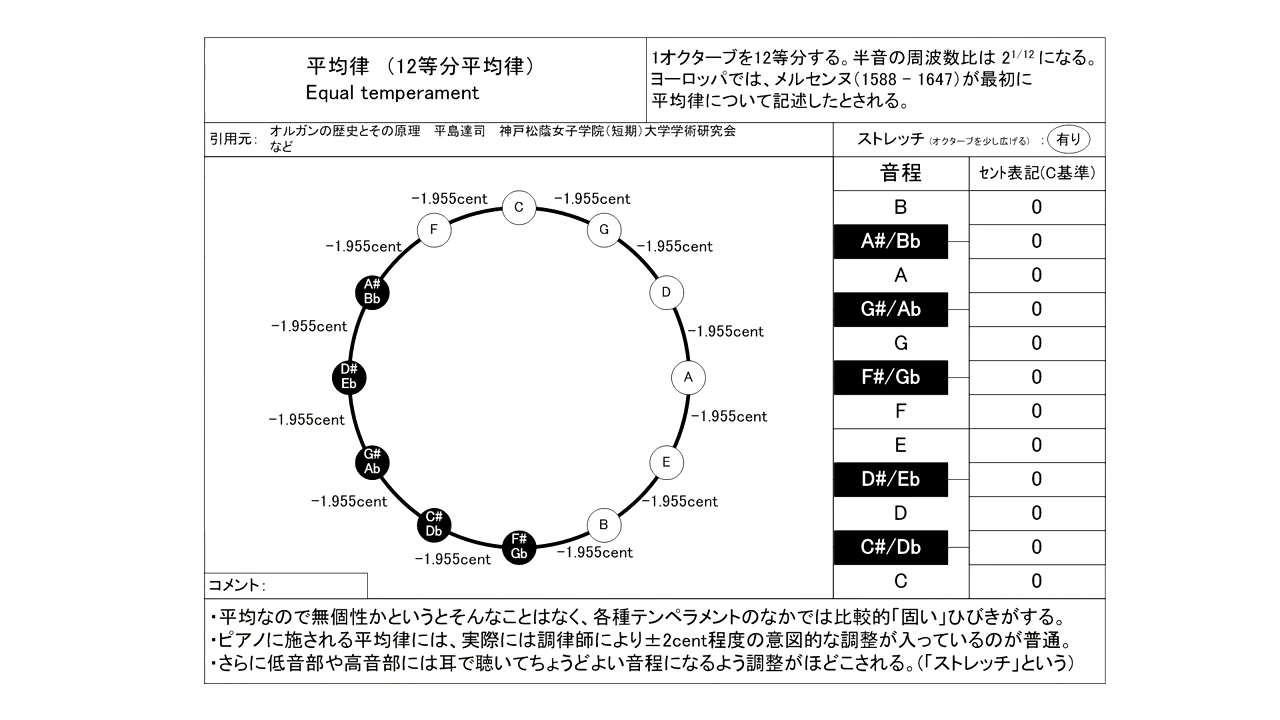 平均律 （12等分平均律）
Equal temperament
1オクターブを12等分する。半音の周波数比は 2^1/12 になる。
ヨーロッパでは、メルセンヌ（1588 − 1647）が最初に
平均律について記述したとされる。
引用元：
オルガンの歴史とその原理　平島達司　神戸松蔭女子学院（短期）大学学術研究会
など
ストレッチ （オクターブを少し広げる） ： 有り
-1.955cent
-1.955cent
C
F
G
-1.955cent
-1.955cent
A#
Bb
D
-1.955cent
-1.955cent
D#
Eb
A
-1.955cent
-1.955cent
G#
Ab
E
-1.955cent
-1.955cent
C#
Db
B
F#
Gb
-1.955cent
-1.955cent
音程 セント表記(C基準)
B 0
A#/Bb 0
A 0
G#/Ab 0
G 0
F#/Gb 0
F 0
E 0
D#/Eb 0
D 0
C#/Db 0
C 0
コメント：
・平均なので無個性かというとそんなことはなく、各種テンペラメントのなかでは比較的「固い」ひびきがする。
・ピアノに施される平均律には、実際には調律師により±2cent程度の意図的な調整が入っているのが普通。
・さらに低音部や高音部には耳で聴いてちょうどよい音程になるよう調整がほどこされる。（「ストレッチ」という）